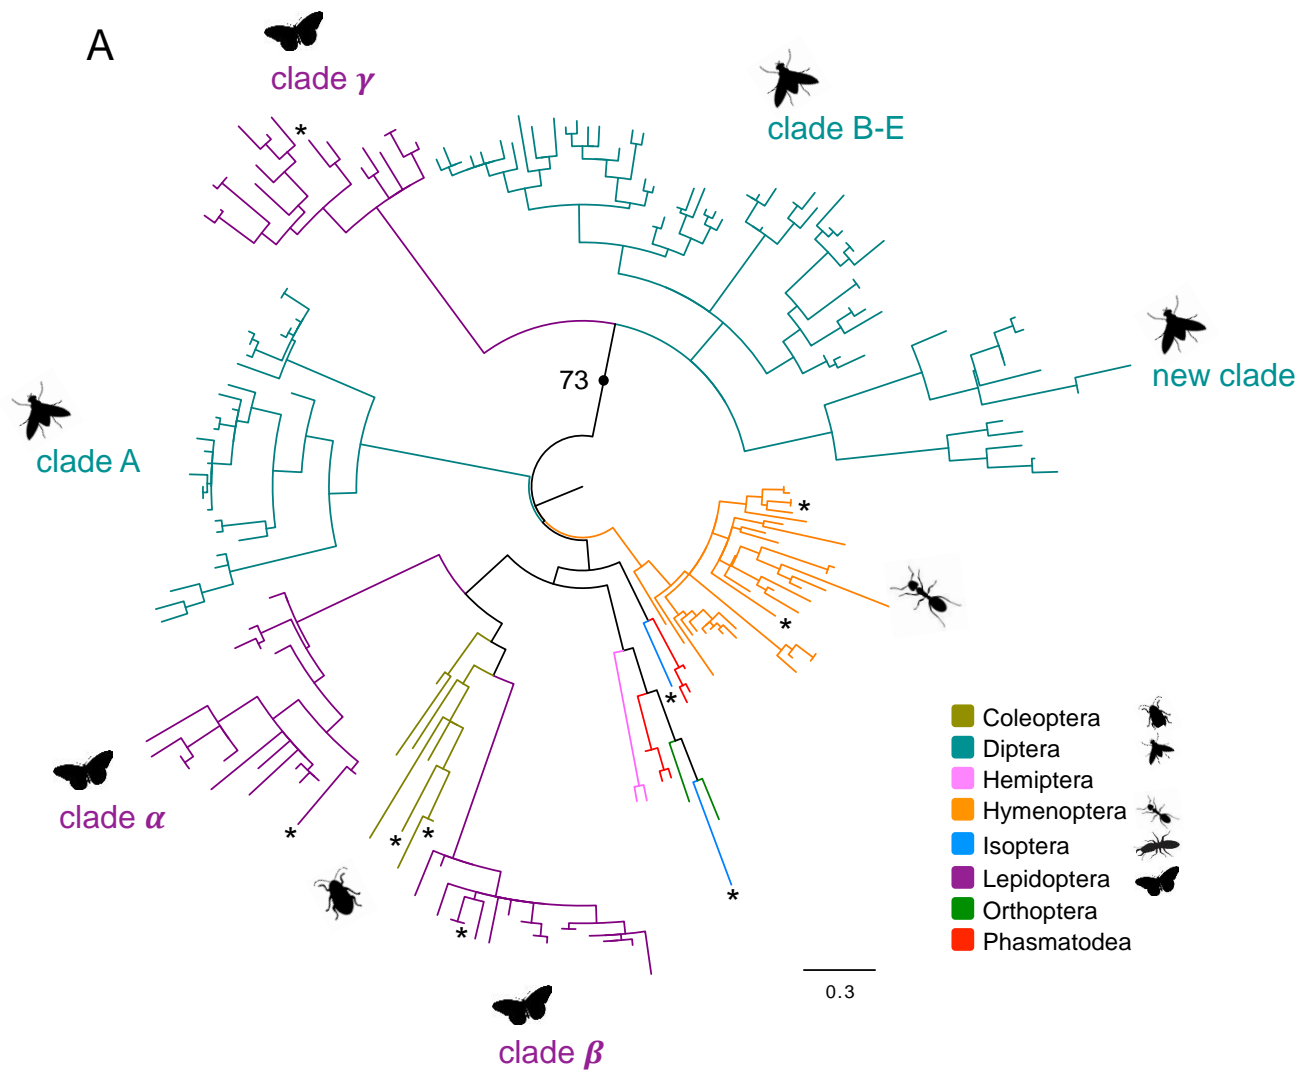 A
clade γ
clade B-E
*
new clade
73
clade A
*
*
*
clade α
*
*
*
*
*
clade β
Coleoptera
Diptera
Hemiptera
Hymenoptera
Isoptera
Lepidoptera
Orthoptera
Phasmatodea
0.3